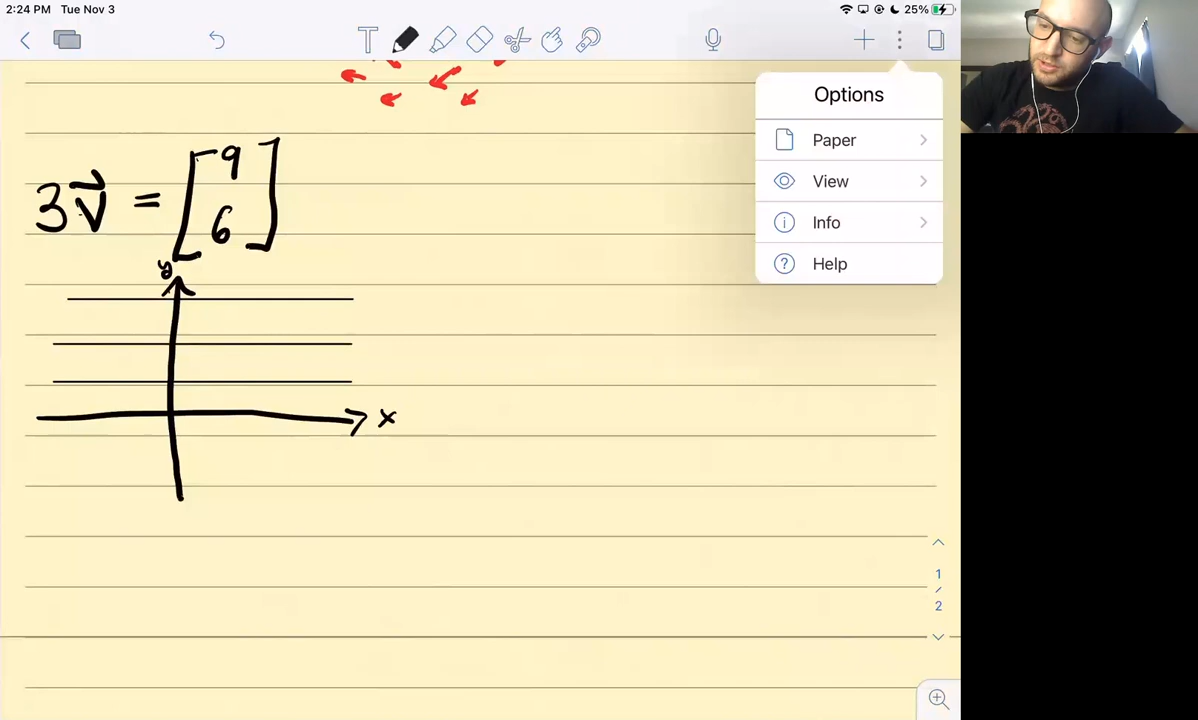 2:24 PM Tue Nov 3
25%
T
Options
Paper
View
Info
Help
3v⃗ = [9
6]
y
x
1
/
2